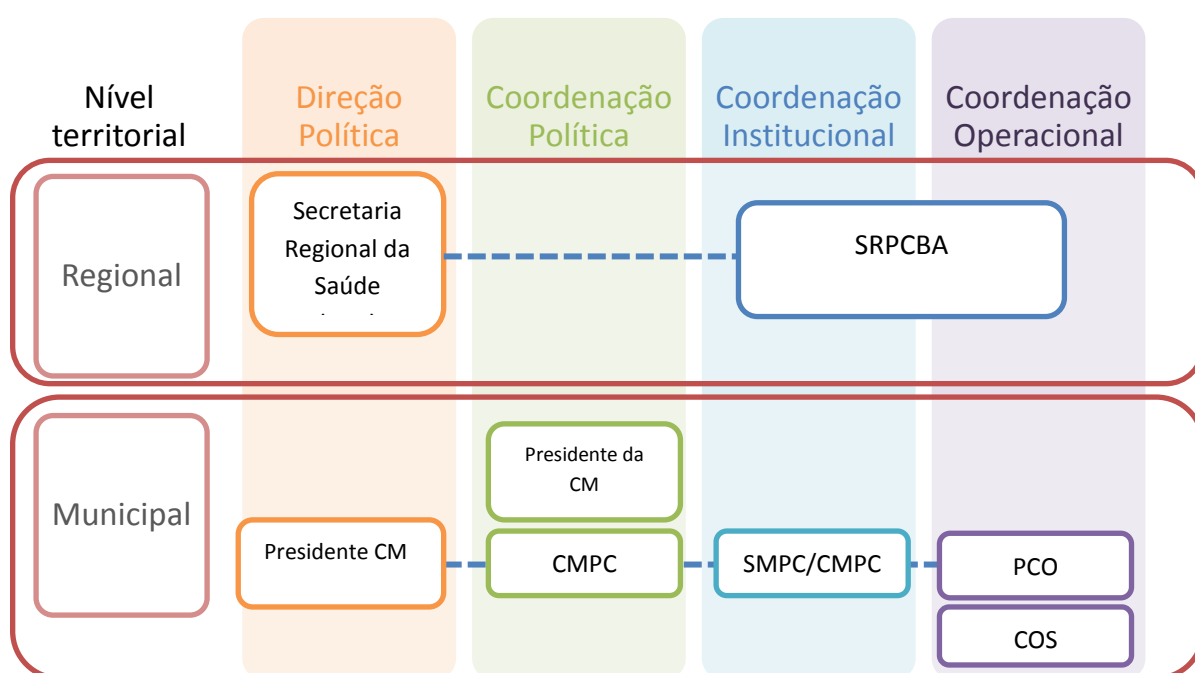 Nível
territorial
Direção
Política
Coordenação
Política
Coordenação
Institucional
Coordenação
Operacional
Regional
Secretaria
Regional da
Saúde
SRPCBA
Municipal
Presidente CM
Presidente da
CM
CMPC
SMPC/CMPC
PCO
COS